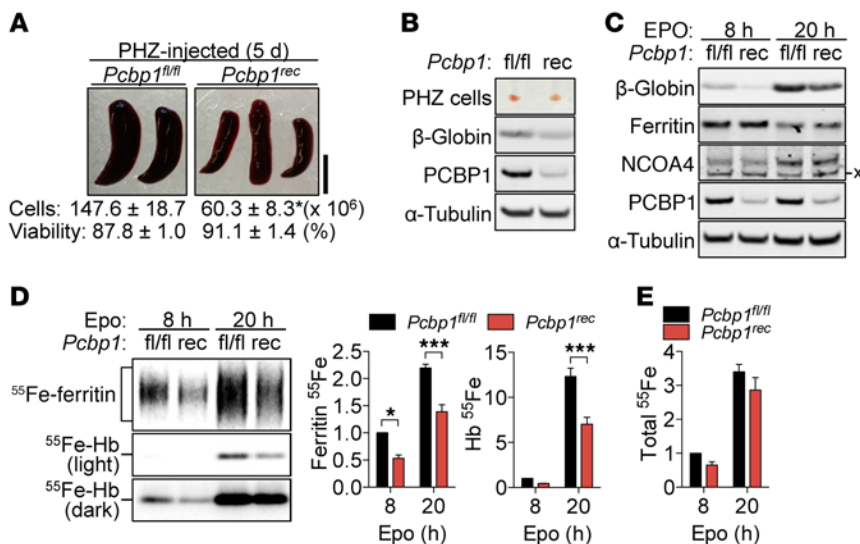 A
PHZ-injected (5 d)
Pcbp1fl/fl Pcbp1rec
Cells: 147.6 ± 18.7 60.3 ± 8.3*(x 10⁶)
Viability: 87.8 ± 1.0 91.1 ± 1.4 (%)
B
Pcbp1: fl/fl rec
PHZ cells
β-Globin
PCBP1
α-Tubulin
C
EPO: 8 h 20 h
Pcbp1: fl/fl rec fl/fl rec
β-Globin
Ferritin
NCOA4
x
PCBP1
α-Tubulin
D
Epo: 8 h 20 h
Pcbp1: fl/fl rec fl/fl rec
⁵⁵Fe-ferritin
⁵⁵Fe-Hb
(light)
⁵⁵Fe-Hb
(dark)
Pcbp1fl/fl Pcbp1rec
Ferritin ⁵⁵Fe
2.5
2.0
1.5
1.0
0.5
0.0
* ***
8 20
Epo (h)
Hb ⁵⁵Fe
15
10
5
0
***
8 20
Epo (h)
E
Pcbp1fl/fl
Pcbp1rec
Total ⁵⁵Fe
4
3
2
1
0
8 20
Epo (h)